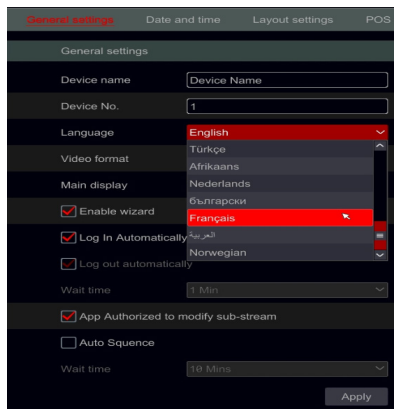 General settings Date and time Layout settings POS
General settings
Device name Device Name
Device No. 1
Language English
Türkçe
Video format Afrikaans
Main display Nederlands
български
Enable wizard Français
Log In Automatically العربية
Norwegian
Log out automatically
Wait time 1 Min
App Authorized to modify sub-stream
Auto Squence
Wait time 10 Mins
Apply